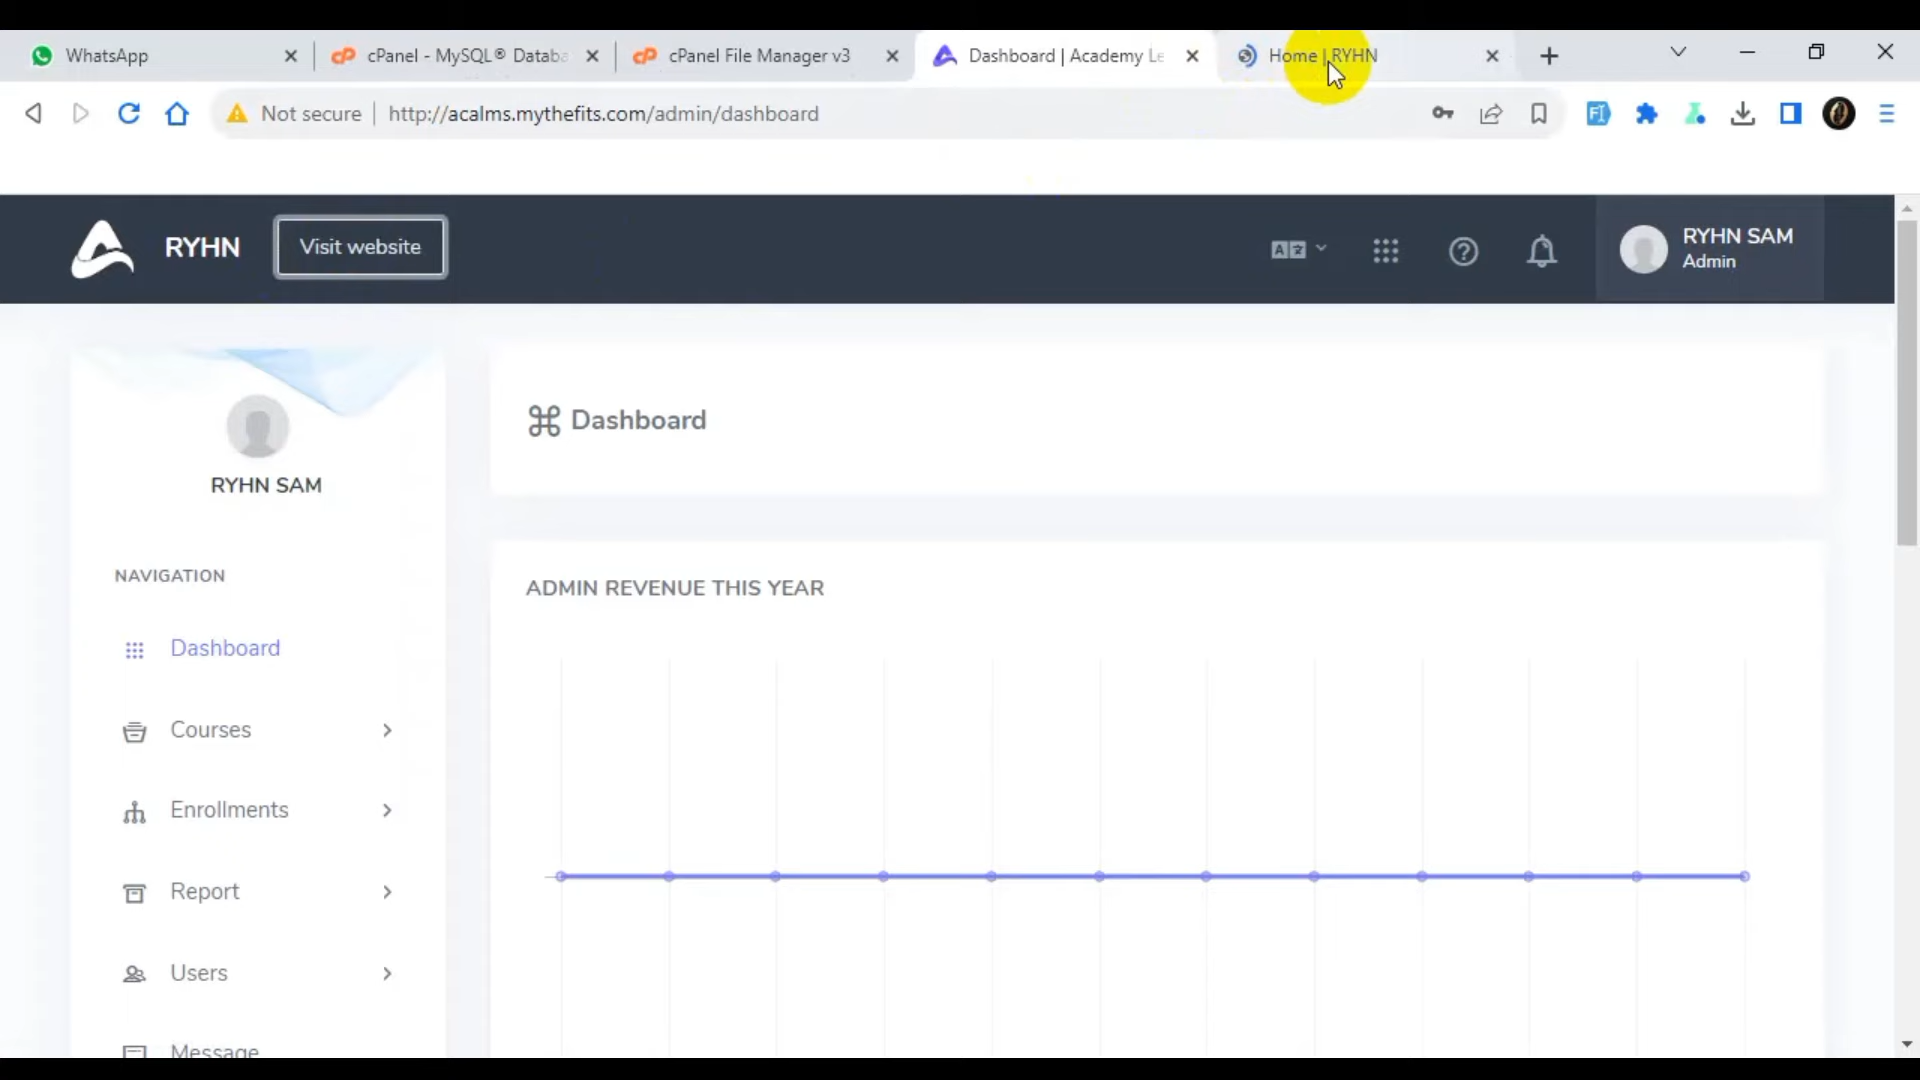 WhatsApp
cPanel - MySQL® Databa
cPanel File Manager v3
Dashboard | Academy Le
Home | RYHN
Not secure
http://acalms.mythefits.com/admin/dashboard
RYHN
Visit website
RYHN SAM
Admin
RYHN SAM
NAVIGATION
Dashboard
Courses
Enrollments
Report
Users
Message
Dashboard
ADMIN REVENUE THIS YEAR